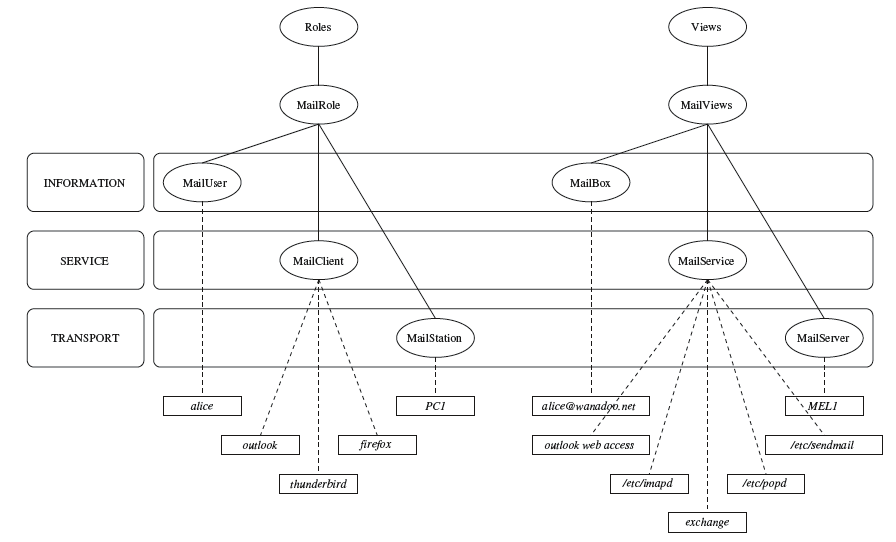 Roles
Views
MailRole
MailViews
INFORMATION
MailUser
MailBox
SERVICE
MailClient
MailService
TRANSPORT
MailStation
MailServer
alice
PC1
alice@wanadoo.net
MEL1
outlook
firefox
outlook web access
/etc/sendmail
thunderbird
/etc/imapd
/etc/popd
exchange